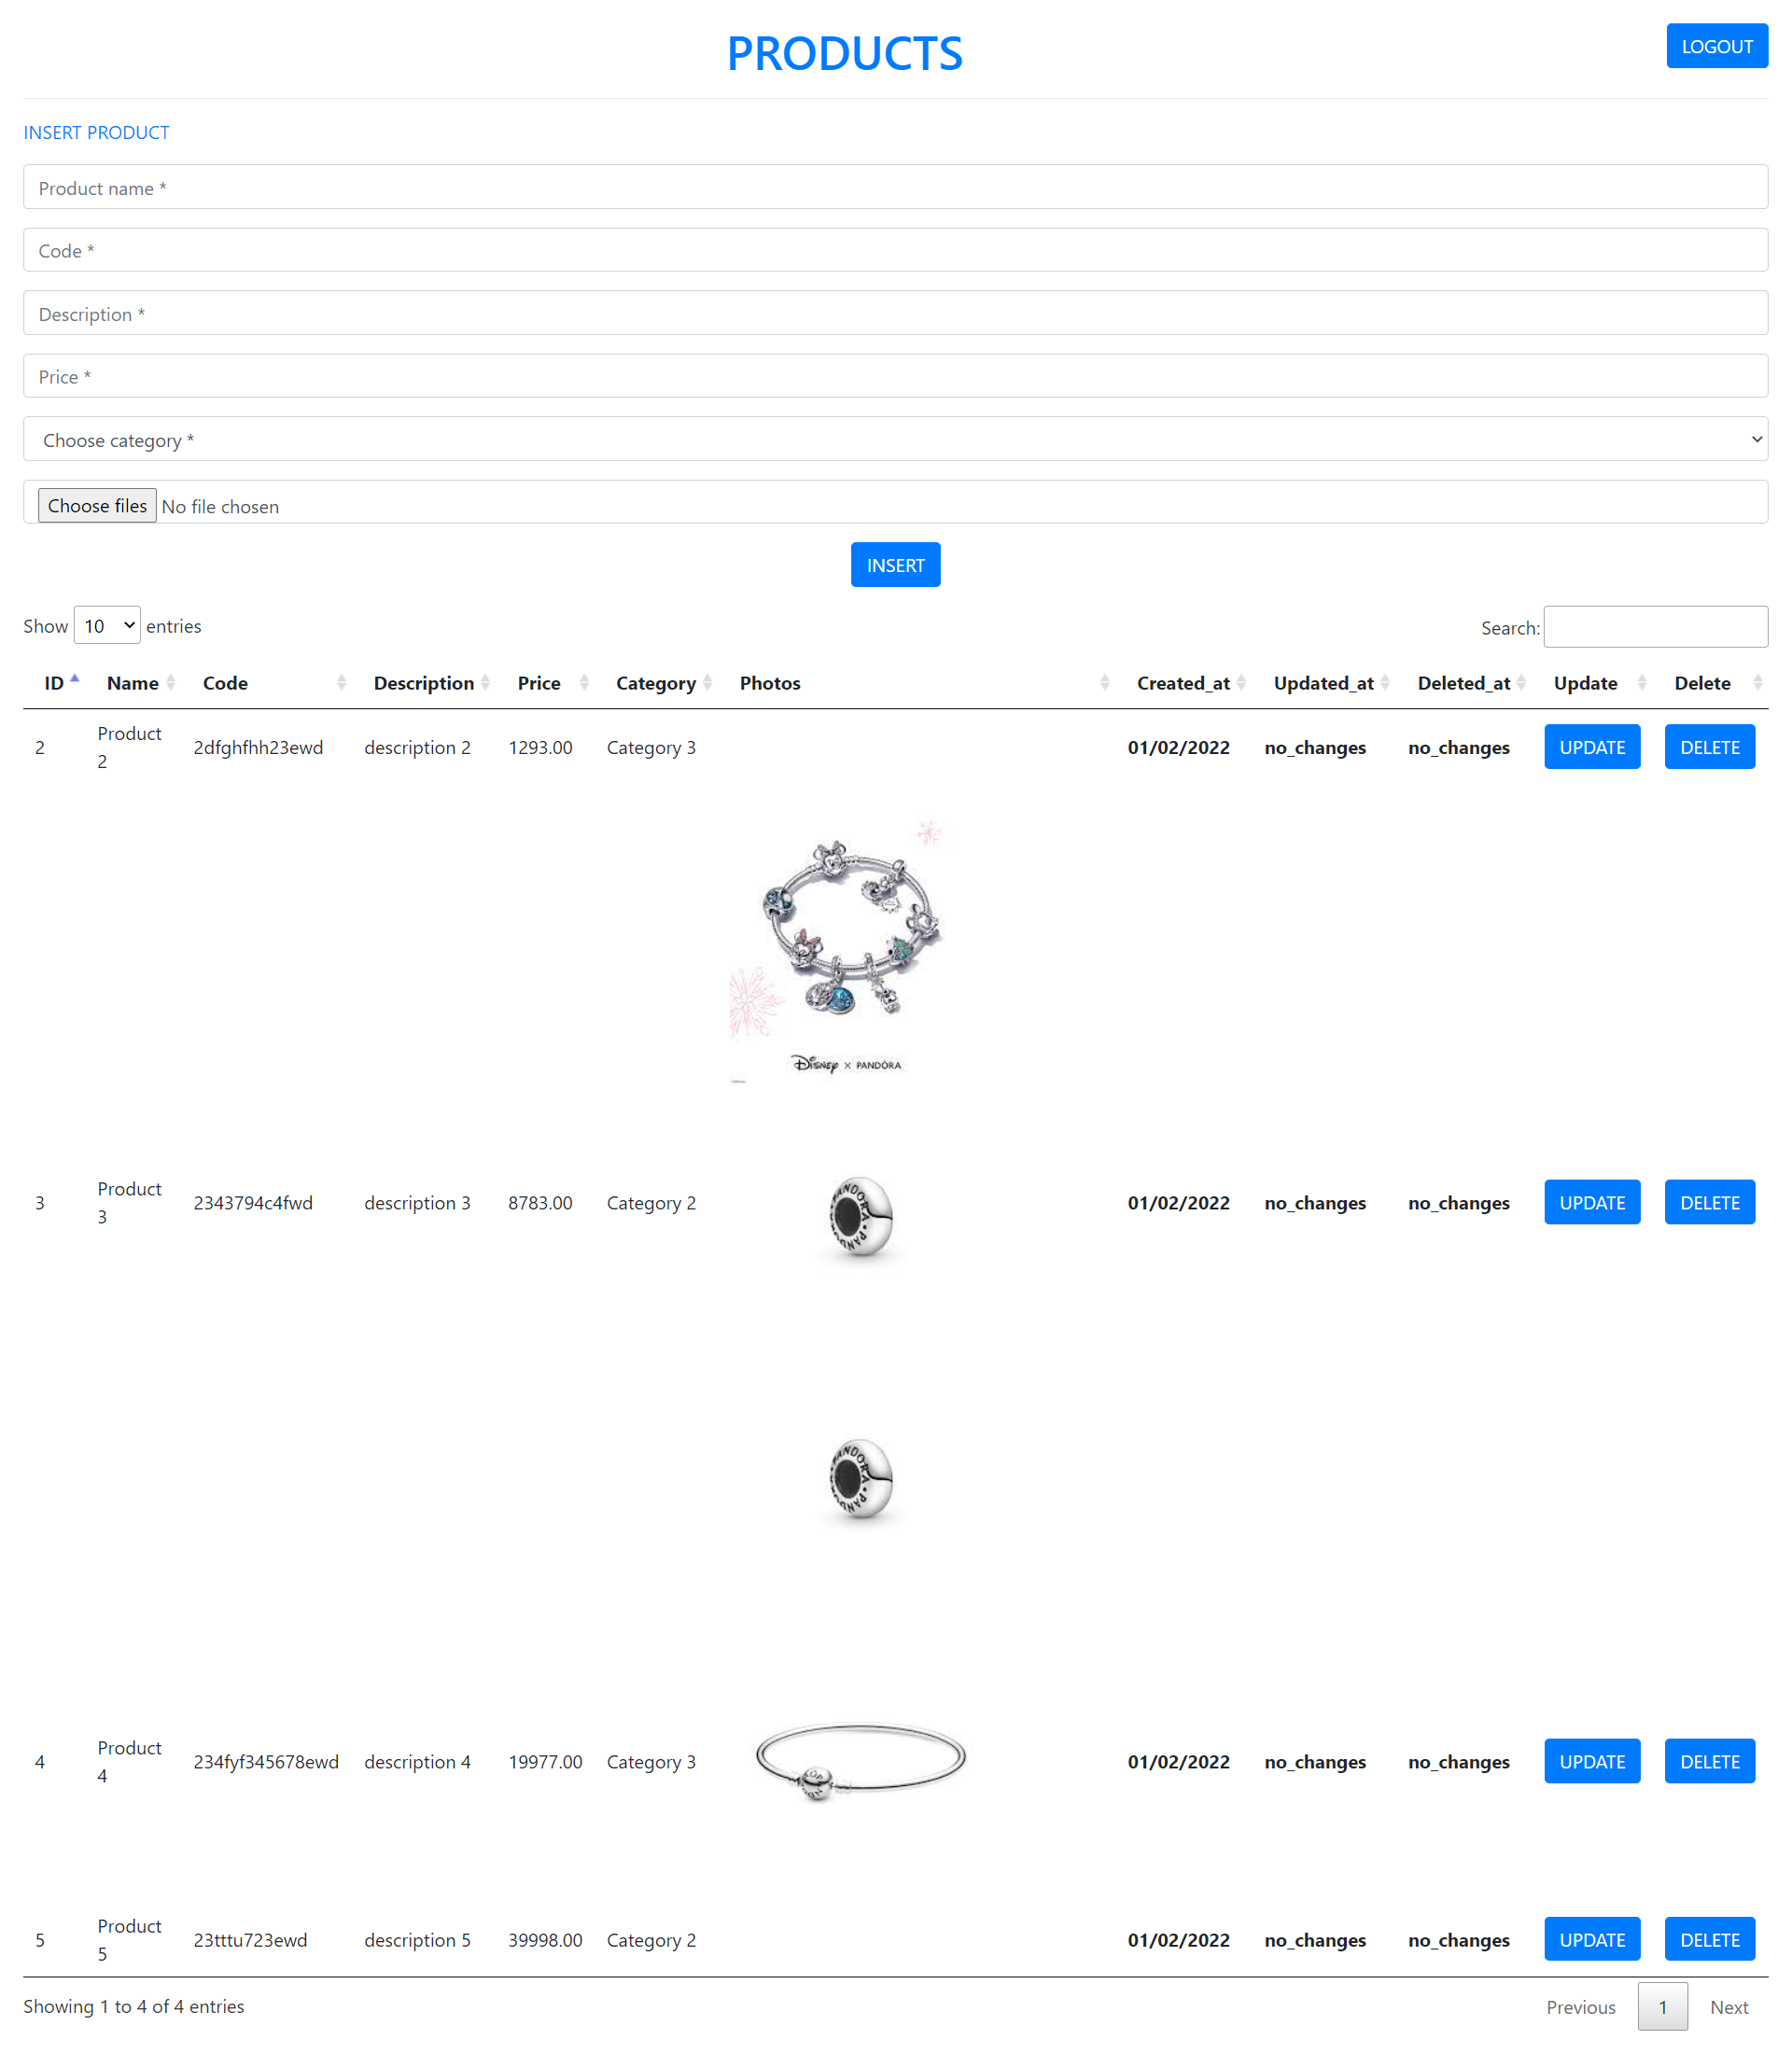 PRODUCTS
LOGOUT
INSERT PRODUCT
Product name *
Code *
Description *
Price *
Choose category *
Choose files No file chosen
INSERT
Show 10 entries
Search:
ID Name Code Description Price Category Photos Created_at Updated_at Deleted_at Update Delete
2 Product 2 2dfghfhh23ewd description 2 1293.00 Category 3 01/02/2022 no_changes no_changes UPDATE DELETE
Disney X PANDÖRA
3 Product 3 2343794c4fwd description 3 8783.00 Category 2 01/02/2022 no_changes no_changes UPDATE DELETE
PANDORA • PAND
PANDORA • PAND
4 Product 4 234fyf345678ewd description 4 19977.00 Category 3 01/02/2022 no_changes no_changes UPDATE DELETE
5 Product 5 23tttu723ewd description 5 39998.00 Category 2 01/02/2022 no_changes no_changes UPDATE DELETE
Showing 1 to 4 of 4 entries
Previous 1 Next